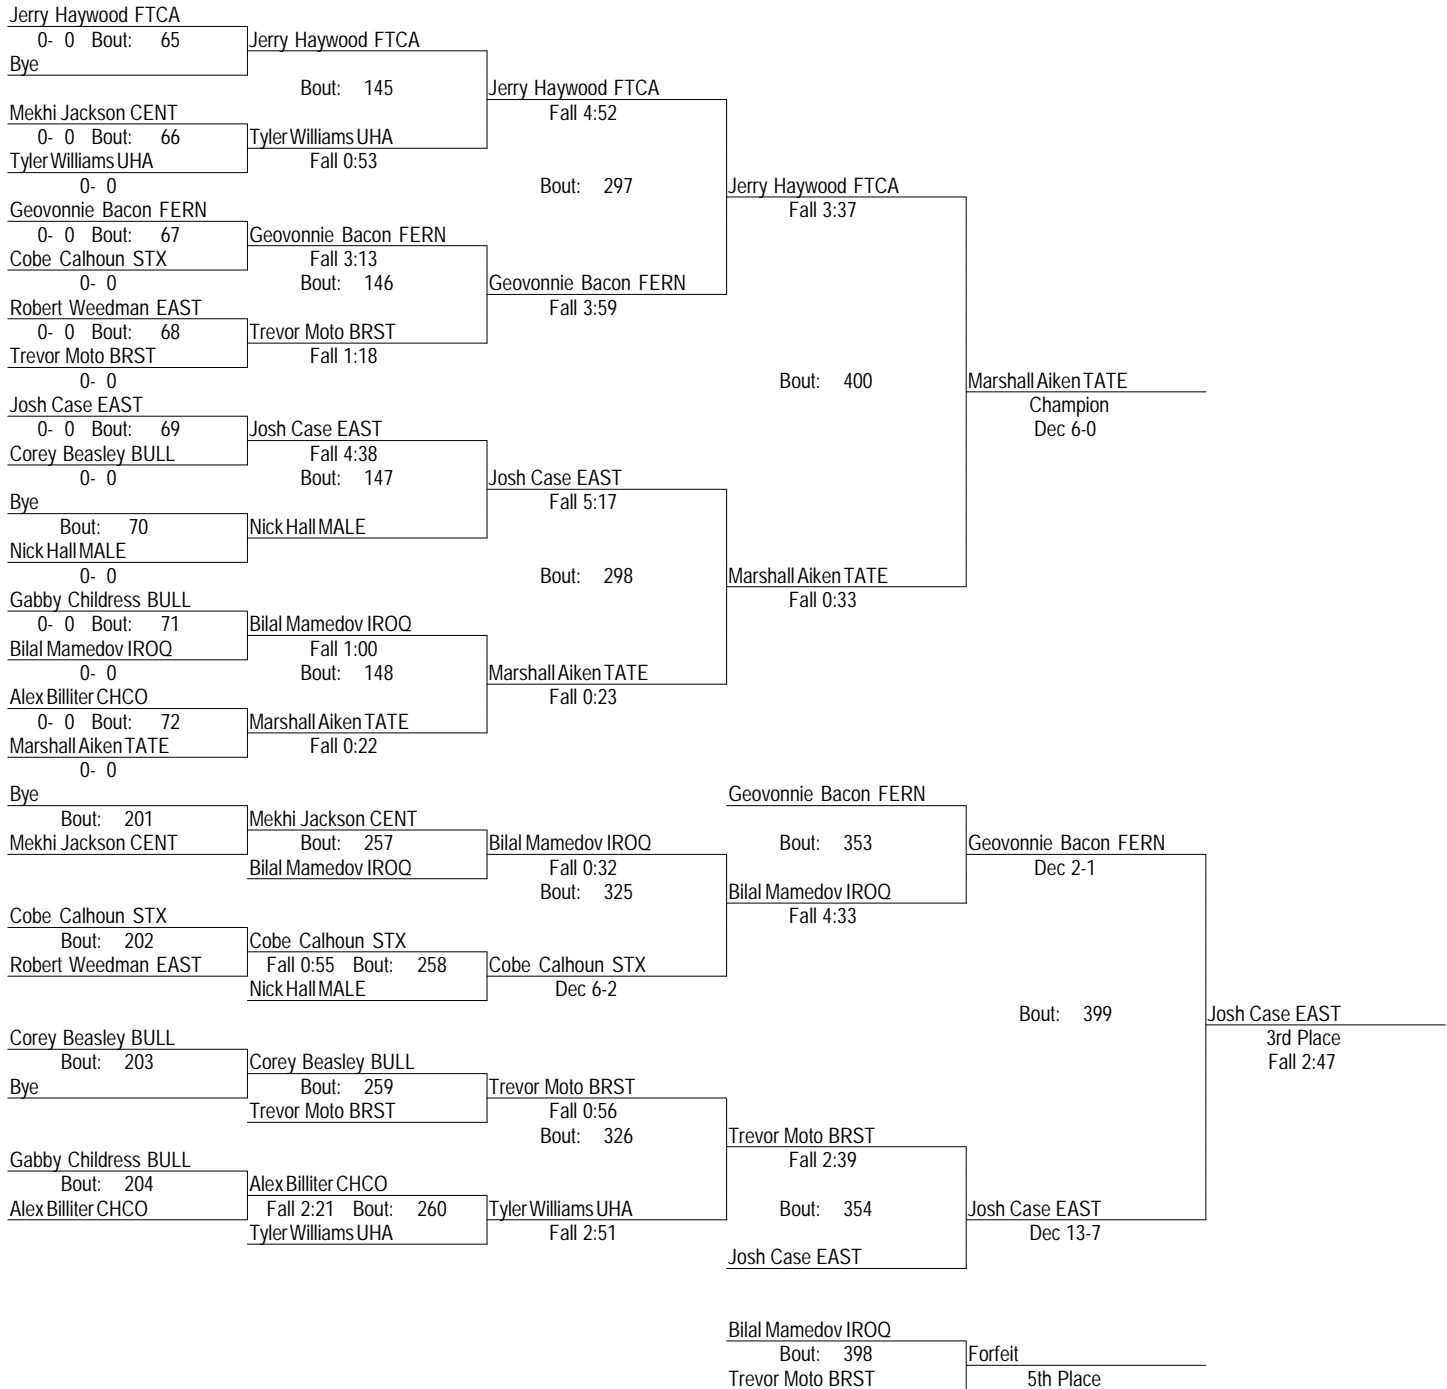 Jerry Haywood FTCA
0- 0 Bout: 65 Jerry Haywood FTCA
Bye
Bout: 145 Jerry Haywood FTCA
Mekhi Jackson CENT Fall 4:52
0- 0 Bout: 66 Tyler Williams UHA
Tyler Williams UHA Fall 0:53
0- 0 Bout: 297 Jerry Haywood FTCA
Geovonnie Bacon FERN Fall 3:37
0- 0 Bout: 67 Geovonnie Bacon FERN
Cobe Calhoun STX Fall 3:13
0- 0 Bout: 146 Geovonnie Bacon FERN
Robert Weedman EAST Fall 3:59
0- 0 Bout: 68 Trevor Moto BRST
Trevor Moto BRST Fall 1:18
0- 0 Bout: 400 Marshall Aiken TATE
Josh Case EAST Champion
0- 0 Bout: 69 Josh Case EAST Dec 6-0
Corey Beasley BULL Fall 4:38
0- 0 Bout: 147 Josh Case EAST
Bye Fall 5:17
Bout: 70 Nick Hall MALE
Nick Hall MALE
0- 0 Bout: 298 Marshall Aiken TATE
Gabby Childress BULL Fall 0:33
0- 0 Bout: 71 Bilal Mamedov IROQ
Bilal Mamedov IROQ Fall 1:00
0- 0 Bout: 148 Marshall Aiken TATE
Alex Billiter CHCO Fall 0:23
0- 0 Bout: 72 Marshall Aiken TATE
Marshall Aiken TATE Fall 0:22
0- 0
Bye Geovonnie Bacon FERN
Bout: 201 Mekhi Jackson CENT
Mekhi Jackson CENT Bout: 257 Bilal Mamedov IROQ Bout: 353 Geovonnie Bacon FERN
Bilal Mamedov IROQ Fall 0:32 Dec 2-1
Bout: 325 Bilal Mamedov IROQ
Cobe Calhoun STX Fall 4:33
Bout: 202 Cobe Calhoun STX
Robert Weedman EAST Fall 0:55 Bout: 258 Cobe Calhoun STX
Nick Hall MALE Dec 6-2
Bout: 399 Josh Case EAST
Corey Beasley BULL 3rd Place
Bout: 203 Corey Beasley BULL Fall 2:47
Bye Bout: 259 Trevor Moto BRST
Trevor Moto BRST Fall 0:56
Bout: 326 Trevor Moto BRST
Gabby Childress BULL Fall 2:39
Bout: 204 Alex Billiter CHCO
Alex Billiter CHCO Fall 2:21 Bout: 260 Tyler Williams UHA Bout: 354 Josh Case EAST
Tyler Williams UHA Fall 2:51 Dec 13-7
Josh Case EAST
Bilal Mamedov IROQ
Bout: 398 Forfeit
Trevor Moto BRST 5th Place